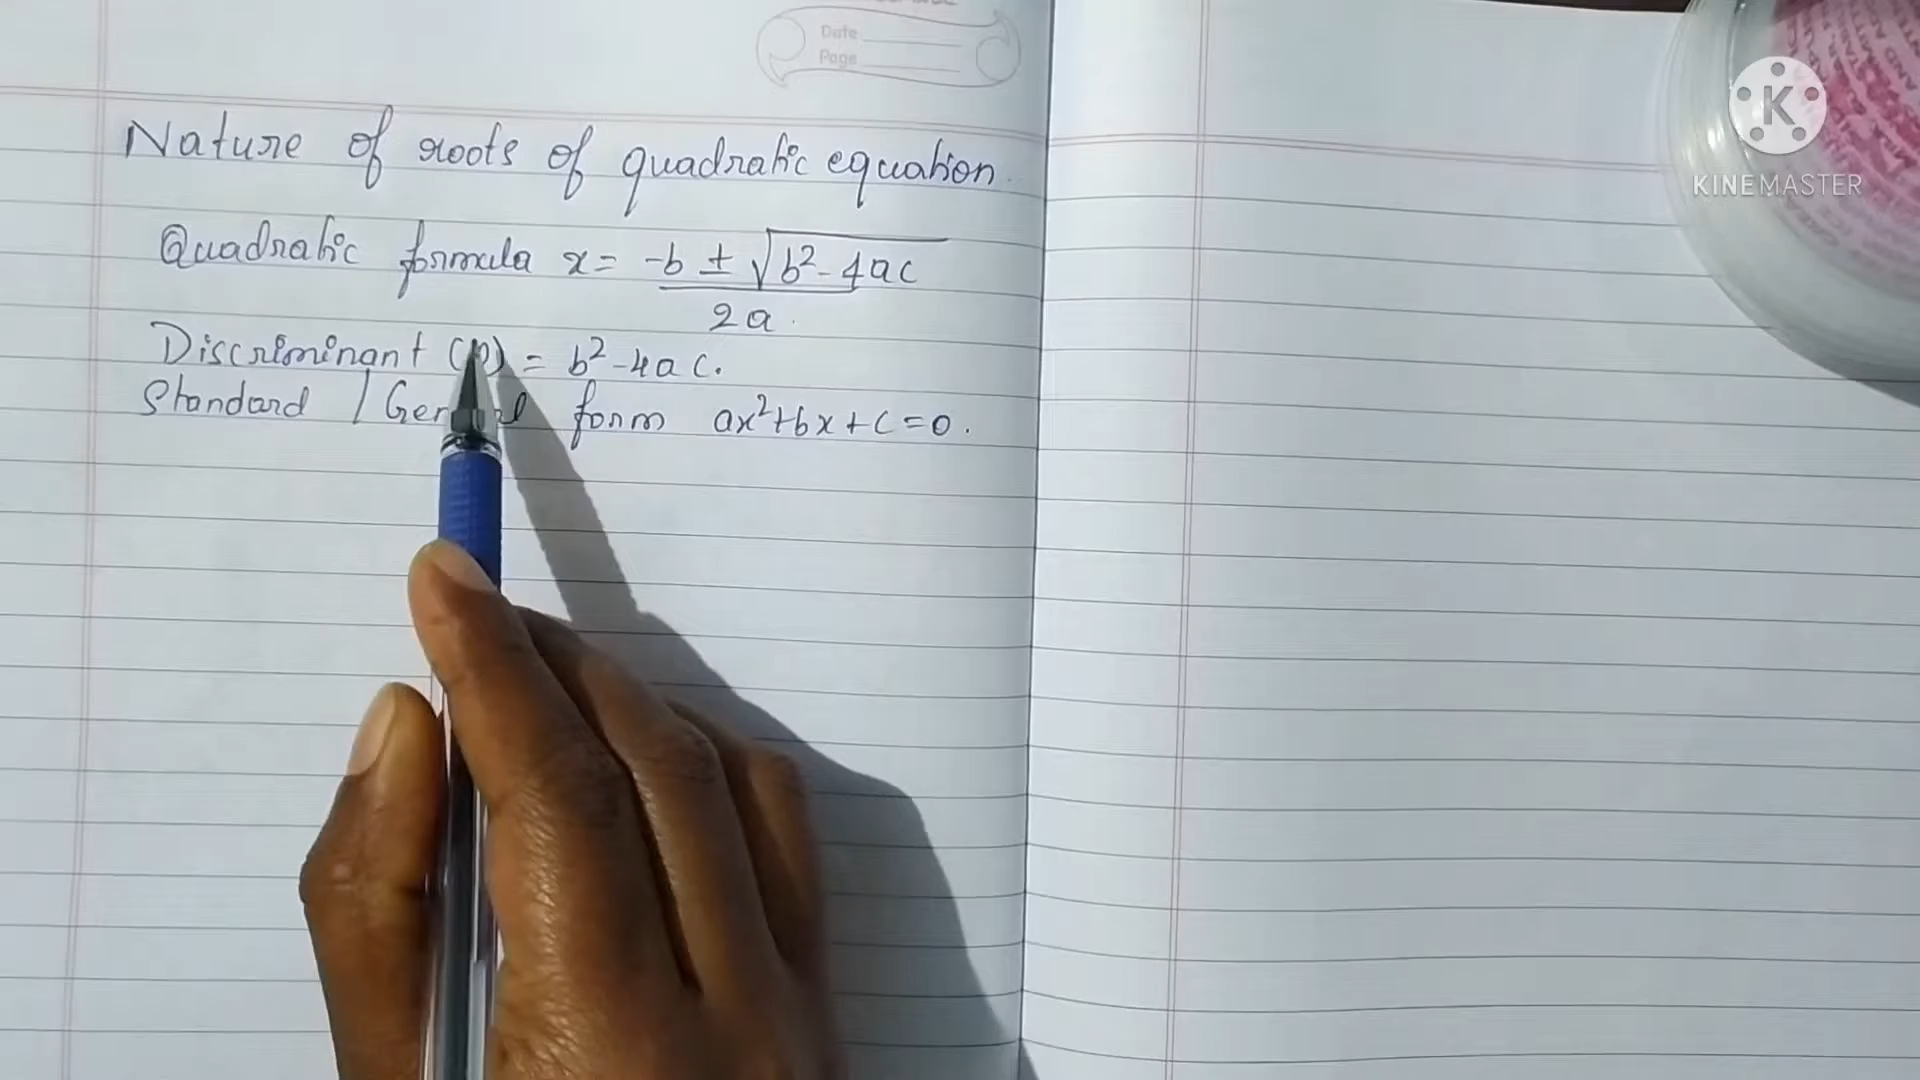 Date
Page
Nature of roots of quadratic equation.
Quadratic formula x = -b ± √b² - 4ac
2a.
Discriminant (D) = b² - 4ac.
Standard / General form ax² + bx + c = 0.
KINEMASTER